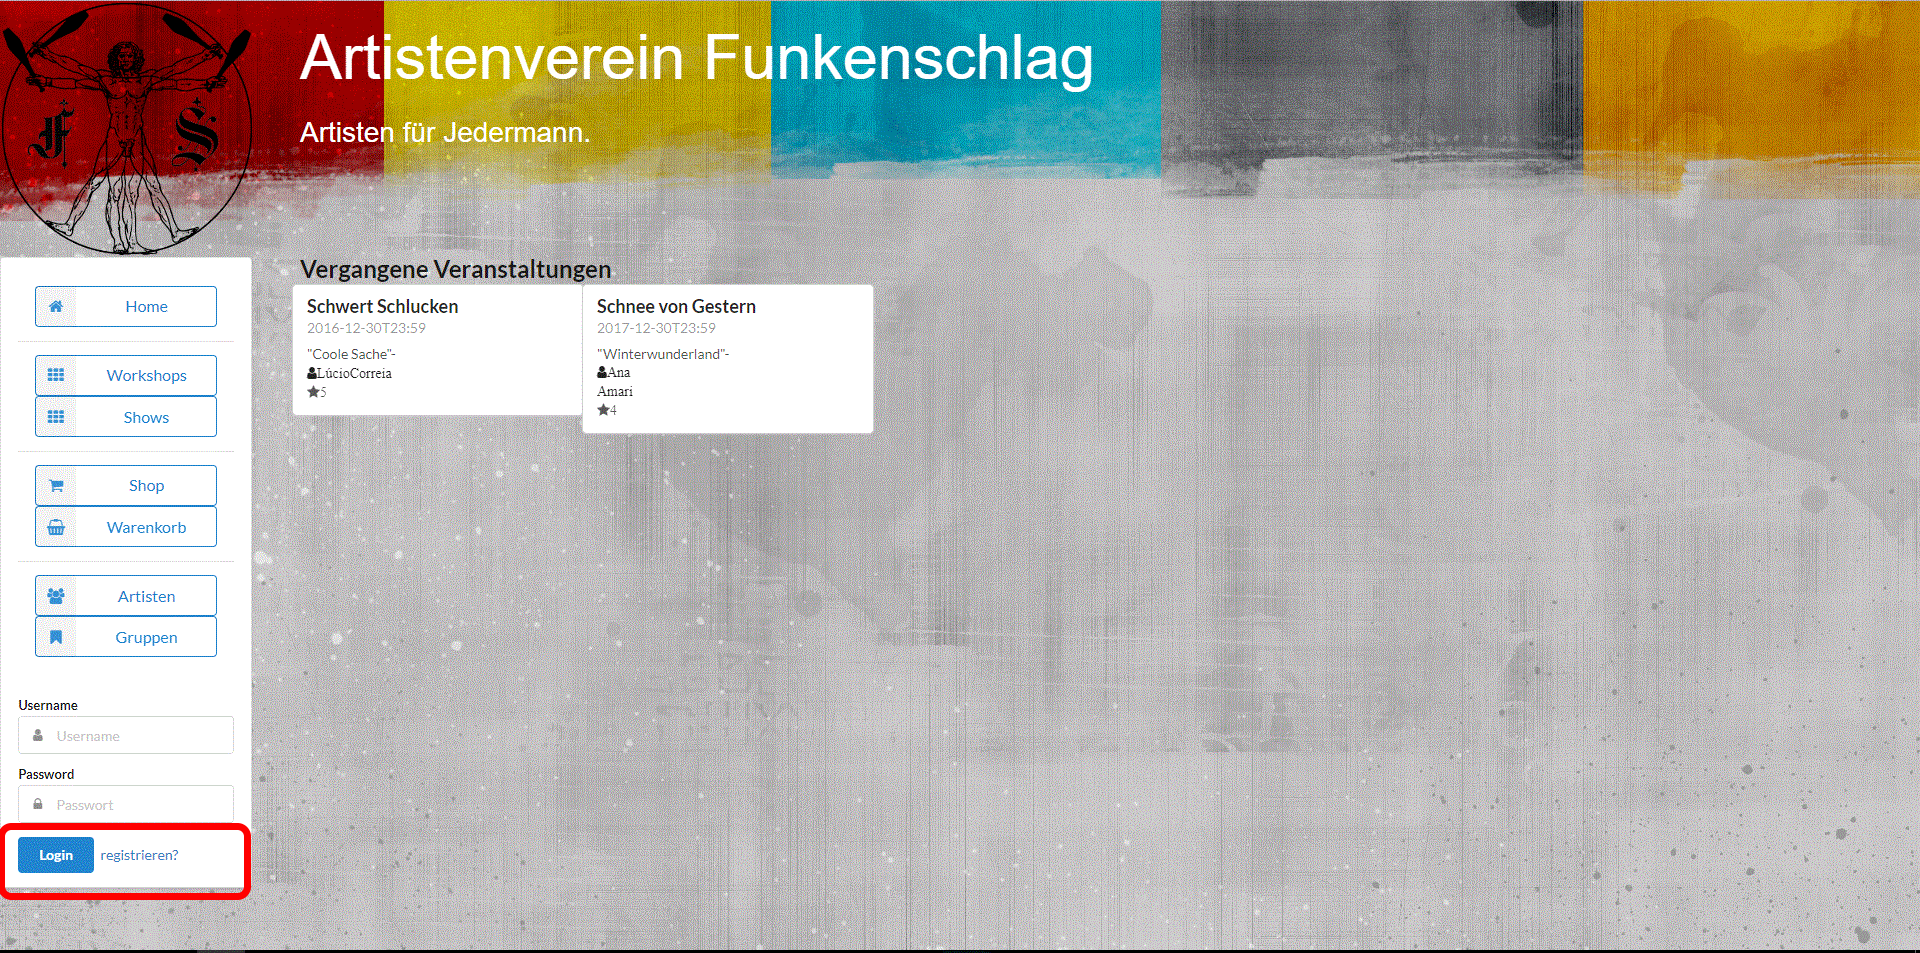 Artistenverein Funkenschlag
Artisten für Jedermann.
F S
Home
Workshops
Shows
Shop
Warenkorb
Artisten
Gruppen
Username
Username
Password
Passwort
Login registrieren?
Vergangene Veranstaltungen
Schwert Schlucken
2016-12-30T23:59
"Coole Sache"-
LúcioCorreia
5
Schnee von Gestern
2017-12-30T23:59
"Winterwunderland"-
Ana
Amari
4